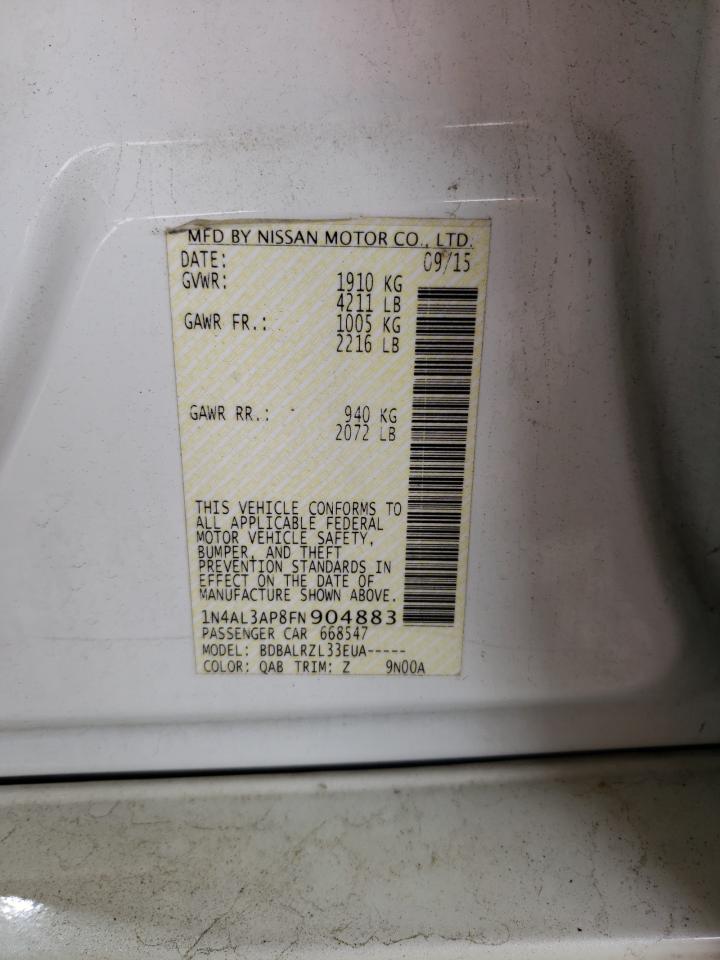 MFD BY NISSAN MOTOR CO., LTD.
DATE: 09/15
GVWR: 1910 KG
4211 LB
GAWR FR.: 1005 KG
2216 LB
GAWR RR.: 940 KG
2072 LB
THIS VEHICLE CONFORMS TO
ALL APPLICABLE FEDERAL
MOTOR VEHICLE SAFETY,
BUMPER, AND THEFT
PREVENTION STANDARDS IN
EFFECT ON THE DATE OF
MANUFACTURE SHOWN ABOVE.
1N4AL3AP8FN904883
PASSENGER CAR 668547
MODEL: BDBALRZL33EUA-----
COLOR: QAB TRIM: Z 9N00A